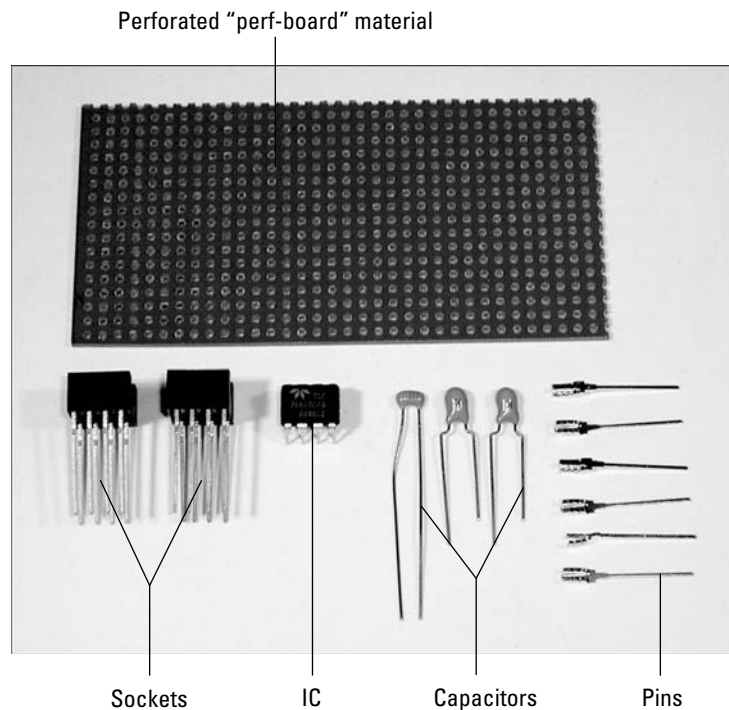 Perforated “perf-board” material
Sockets
IC
Capacitors
Pins